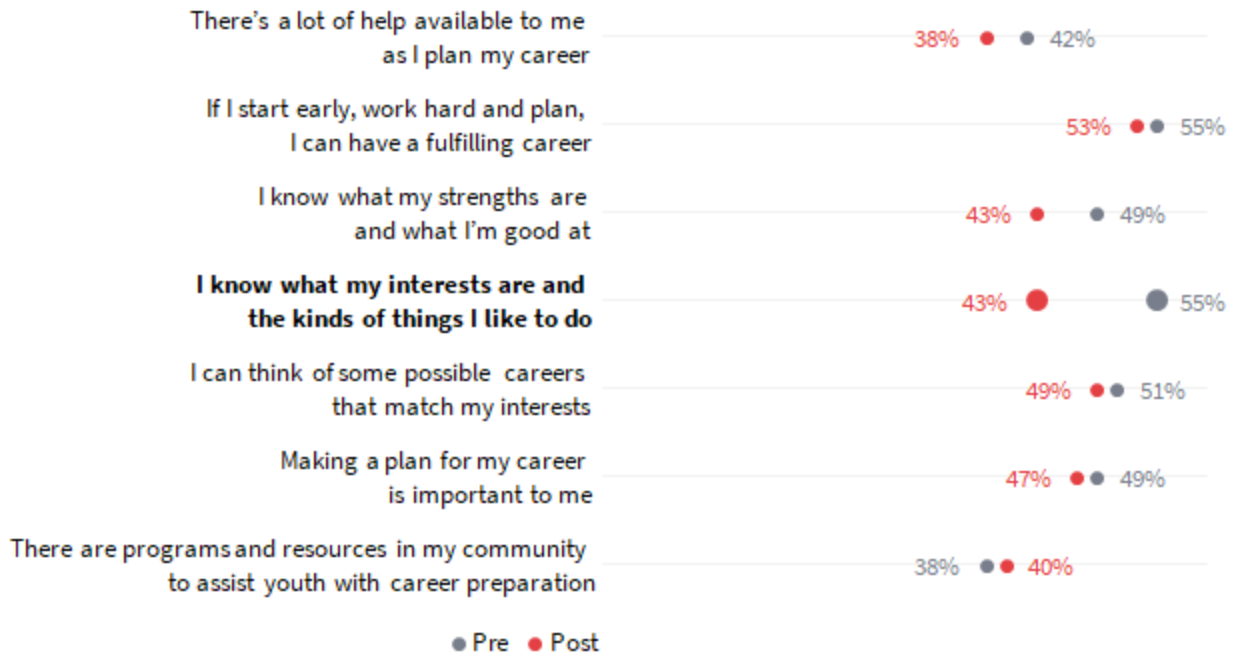 There's a lot of help available to me
as I plan my career
38% 42%
If I start early, work hard and plan,
I can have a fulfilling career
53% 55%
I know what my strengths are
and what I'm good at
43% 49%
I know what my interests are and
the kinds of things I like to do
43% 55%
I can think of some possible careers
that match my interests
49% 51%
Making a plan for my career
is important to me
47% 49%
There are programs and resources in my community
to assist youth with career preparation
38% 40%
Pre Post